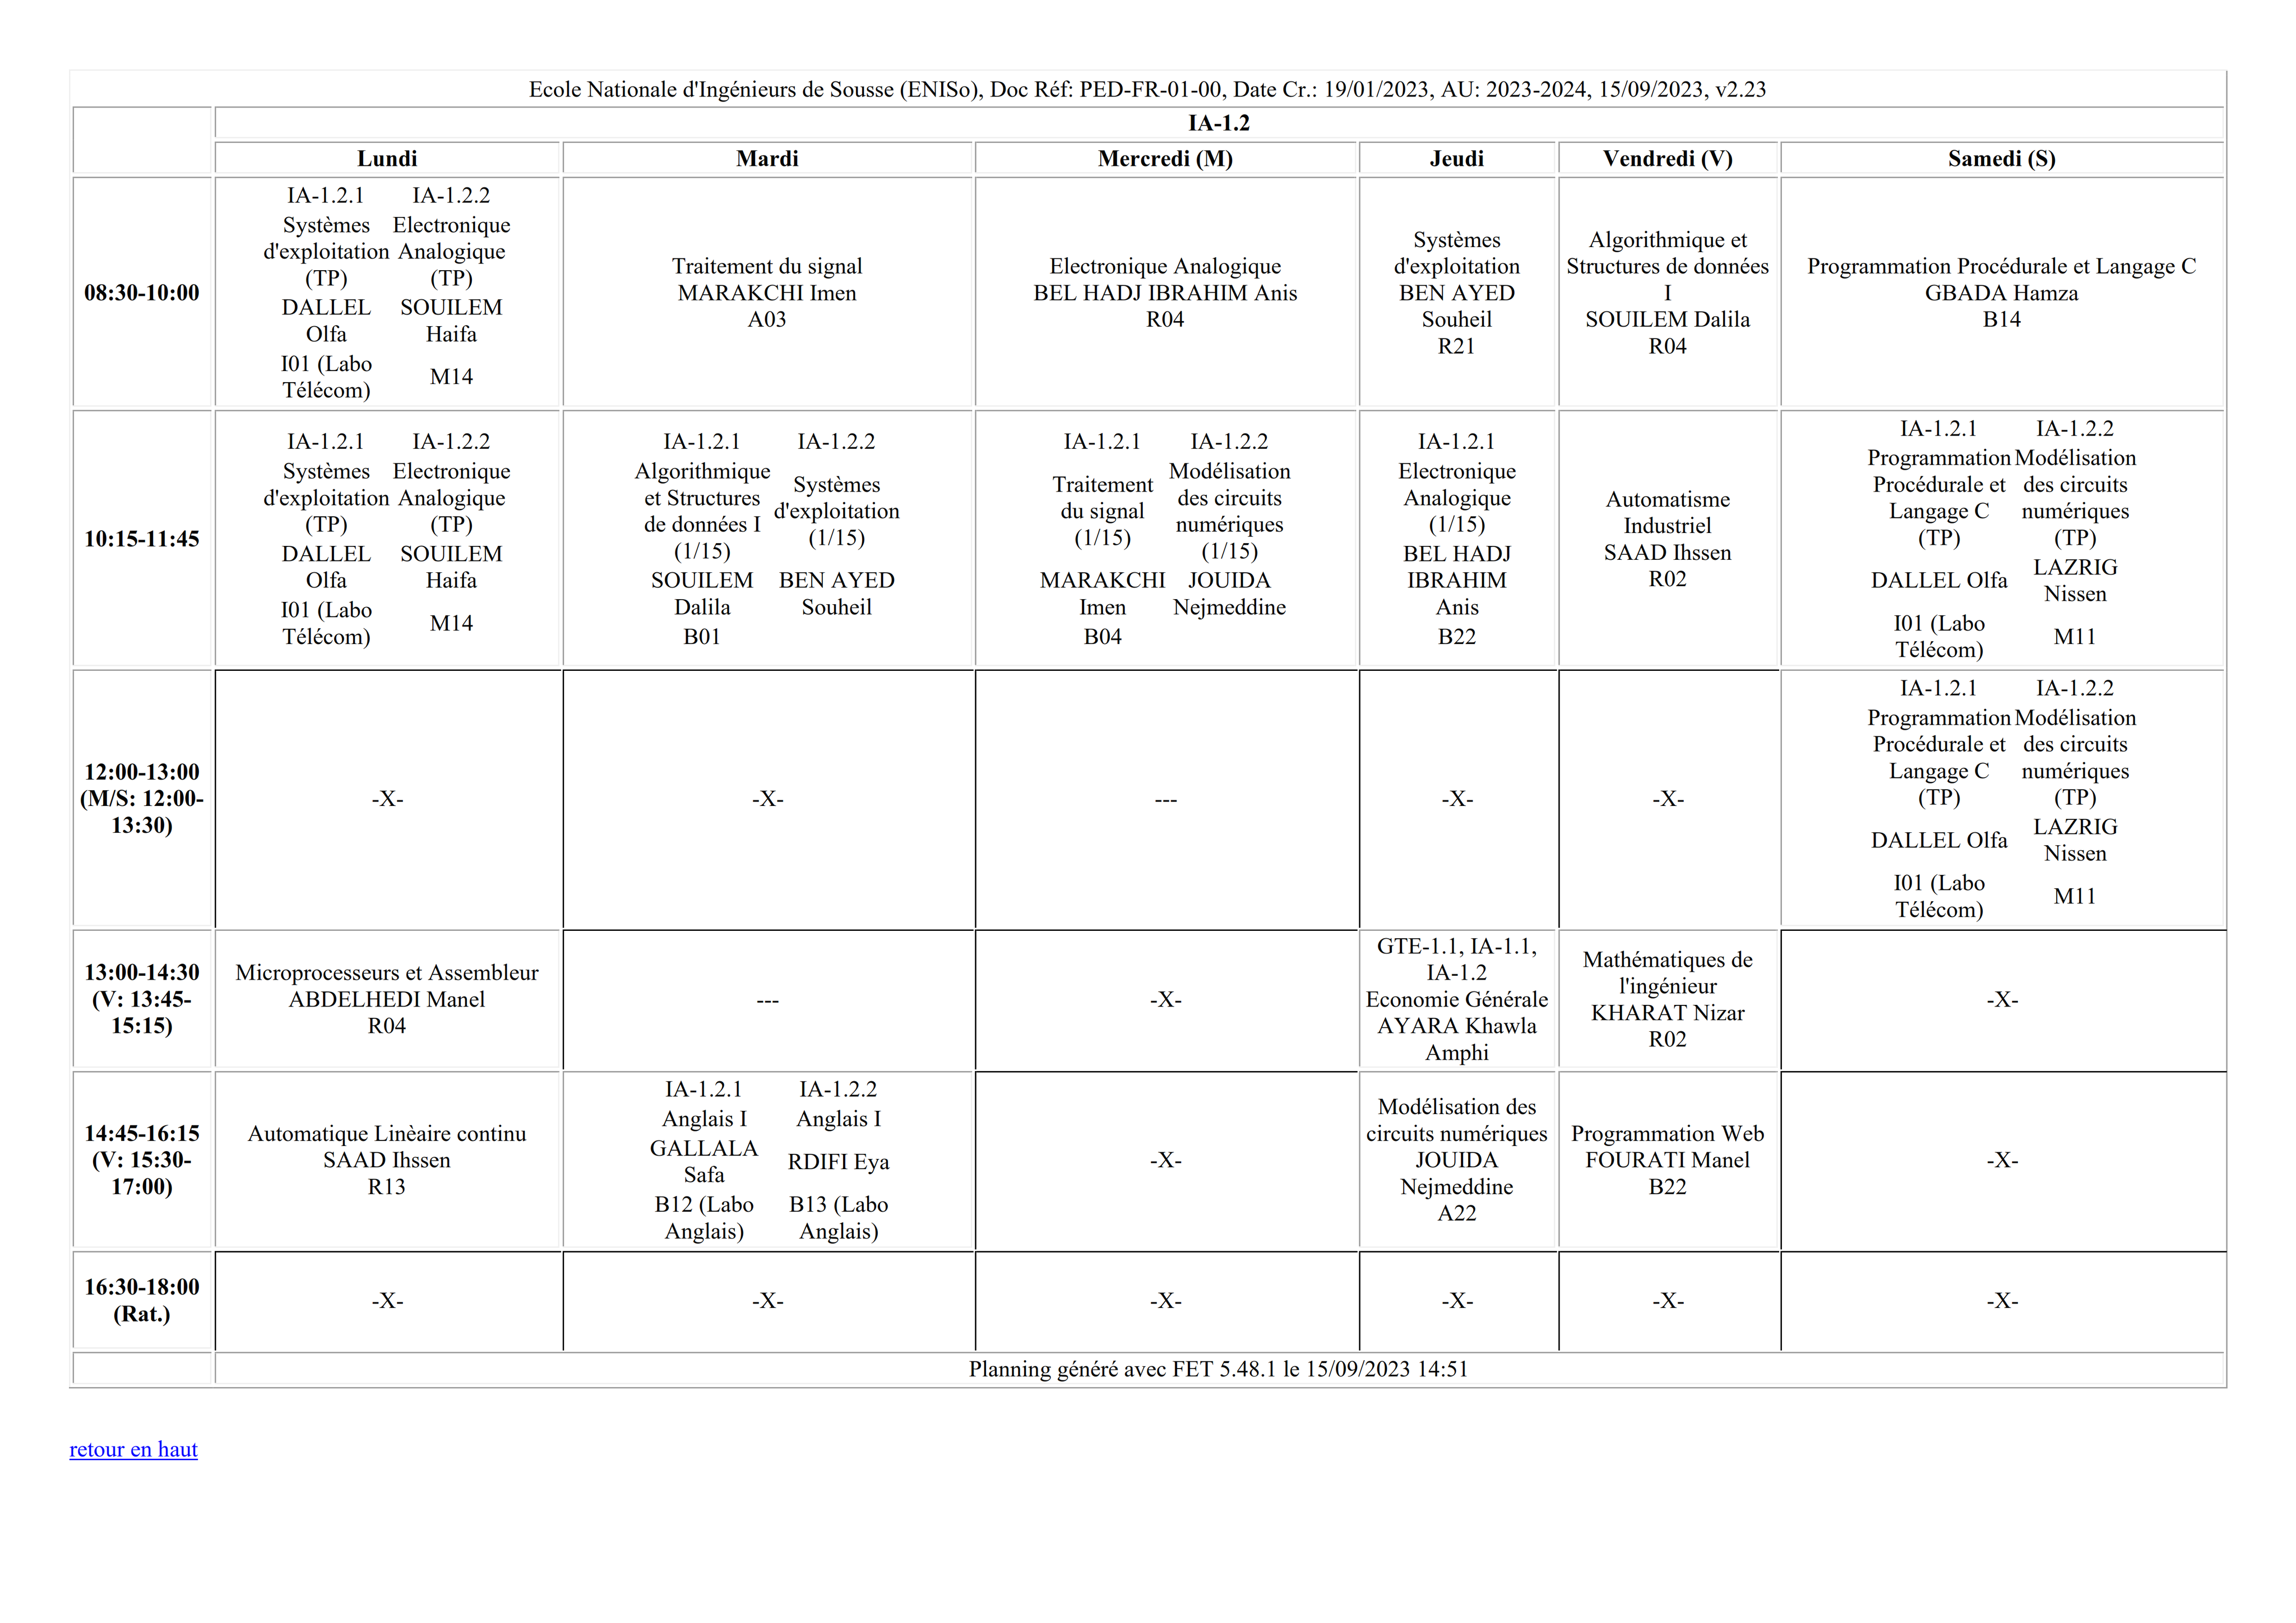 Ecole Nationale d'Ingénieurs de Sousse (ENISo), Doc Réf: PED-FR-01-00, Date Cr.: 19/01/2023, AU: 2023-2024, 15/09/2023, v2.23
IA-1.2
Lundi
Mardi
Mercredi (M)
Jeudi
Vendredi (V)
Samedi (S)
08:30-10:00
IA-1.2.1
Systèmes
d'exploitation
(TP)
DALLEL
Olfa
I01 (Labo
Télécom)
IA-1.2.2
Electronique
Analogique
(TP)
SOUILEM
Haifa
M14
Traitement du signal
MARAKCHI Imen
A03
Electronique Analogique
BEL HADJ IBRAHIM Anis
R04
Systèmes
d'exploitation
BEN AYED
Souheil
R21
Algorithmique et
Structures de données
I
SOUILEM Dalila
R04
Programmation Procédurale et Langage C
GBADA Hamza
B14
10:15-11:45
IA-1.2.1
Systèmes
d'exploitation
(TP)
DALLEL
Olfa
I01 (Labo
Télécom)
IA-1.2.2
Electronique
Analogique
(TP)
SOUILEM
Haifa
M14
IA-1.2.1
Algorithmique
et Structures
de données I
(1/15)
SOUILEM
Dalila
B01
IA-1.2.2
Systèmes
d'exploitation
(1/15)
BEN AYED
Souheil
IA-1.2.1
Traitement
du signal
(1/15)
MARAKCHI
Imen
B04
IA-1.2.2
Modélisation
des circuits
numériques
(1/15)
JOUIDA
Nejmeddine
IA-1.2.1
Electronique
Analogique
(1/15)
BEL HADJ
IBRAHIM
Anis
B22
Automatisme
Industriel
SAAD Ihssen
R02
IA-1.2.1
Programmation
Procédurale et
Langage C
(TP)
DALLEL Olfa
I01 (Labo
Télécom)
IA-1.2.2
Modélisation
des circuits
numériques
(TP)
LAZRIG
Nissen
M11
12:00-13:00
(M/S: 12:00-
13:30)
-X-
-X-
---
-X-
-X-
IA-1.2.1
Programmation
Procédurale et
Langage C
(TP)
DALLEL Olfa
I01 (Labo
Télécom)
IA-1.2.2
Modélisation
des circuits
numériques
(TP)
LAZRIG
Nissen
M11
13:00-14:30
(V: 13:45-
15:15)
Microprocesseurs et Assembleur
ABDELHEDI Manel
R04
---
-X-
GTE-1.1, IA-1.1,
IA-1.2
Economie Générale
AYARA Khawla
Amphi
Mathématiques de
l'ingénieur
KHARAT Nizar
R02
-X-
14:45-16:15
(V: 15:30-
17:00)
Automatique Linèaire continu
SAAD Ihssen
R13
IA-1.2.1
Anglais I
GALLALA
Safa
B12 (Labo
Anglais)
IA-1.2.2
Anglais I
RDIFI Eya
B13 (Labo
Anglais)
-X-
Modélisation des
circuits numériques
JOUIDA
Nejmeddine
A22
Programmation Web
FOURATI Manel
B22
-X-
16:30-18:00
(Rat.)
-X-
-X-
-X-
-X-
-X-
-X-
Planning généré avec FET 5.48.1 le 15/09/2023 14:51
retour en haut